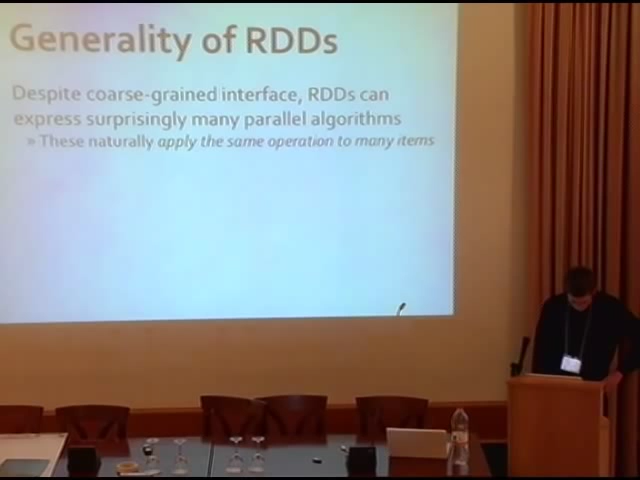 Generality of RDDs
Despite coarse-grained interface, RDDs can
express surprisingly many parallel algorithms
» These naturally apply the same operation to many items